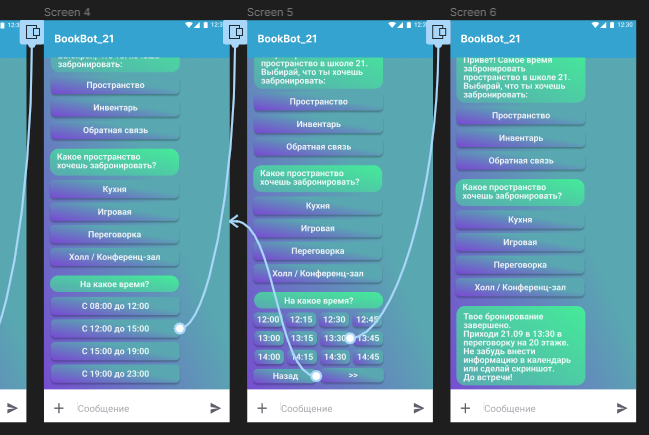 Screen 4
12:3
BookBot_21
забронировать:
Пространство
Инвентарь
Обратная связь
Какое пространство
хочешь забронировать?
Кухня
Игровая
Переговорка
Холл / Конференц-зал
На какое время?
С 08:00 до 12:00
С 12:00 до 15:00
С 15:00 до 19:00
С 19:00 до 23:00
Сообщение
Screen 5
12:3
BookBot_21
пространство в школе 21.
Выбирай, что ты хочешь
забронировать:
Пространство
Инвентарь
Обратная связь
Какое пространство
хочешь забронировать?
Кухня
Игровая
Переговорка
Холл / Конференц-зал
На какое время?
12:00 12:15 12:30 12:45
13:00 13:15 13:30 13:45
14:00 14:15 14:30 14:45
Назад >>
Сообщение
Screen 6
12:30
BookBot_21
Привет! Самое время
забронировать
пространство в школе 21.
Выбирай, что ты хочешь
забронировать:
Пространство
Инвентарь
Обратная связь
Какое пространство
хочешь забронировать?
Кухня
Игровая
Переговорка
Холл / Конференц-зал
Твое бронирование
завершено.
Приходи 21.09 в 13:30 в
переговорку на 20 этаже.
Не забудь внести
информацию в календарь
или сделай скриншот.
До встречи!
Сообщение